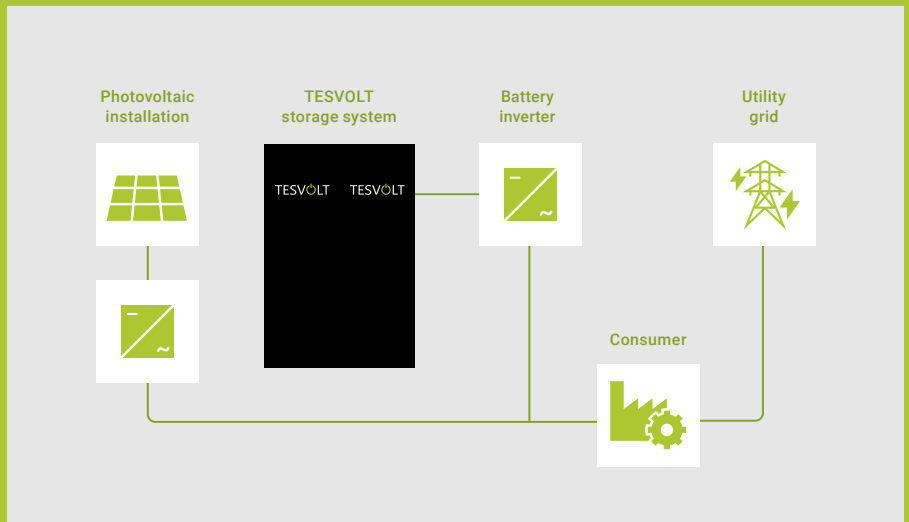 Photovoltaic
installation
TESVOLT
storage system
Battery
inverter
Utility
grid
TESVOLT TESVOLT
Consumer